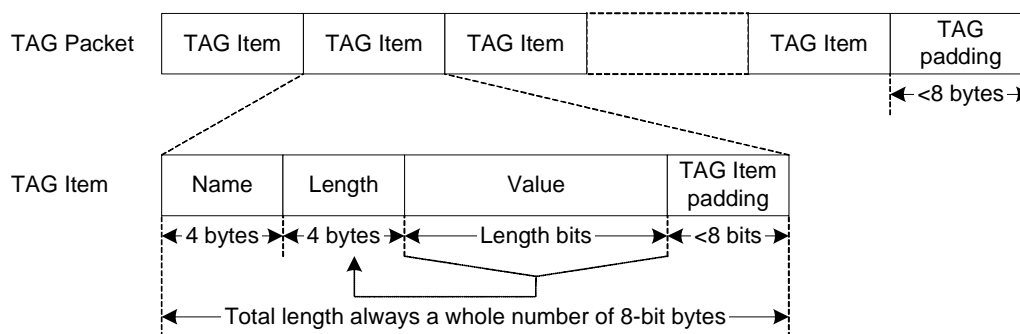 TAG Packet
TAG Item
TAG Item
TAG Item
TAG Item
TAG
padding
<8 bytes
TAG Item
Name
Length
Value
TAG Item
padding
4 bytes
4 bytes
Length bits
<8 bits
Total length always a whole number of 8-bit bytes